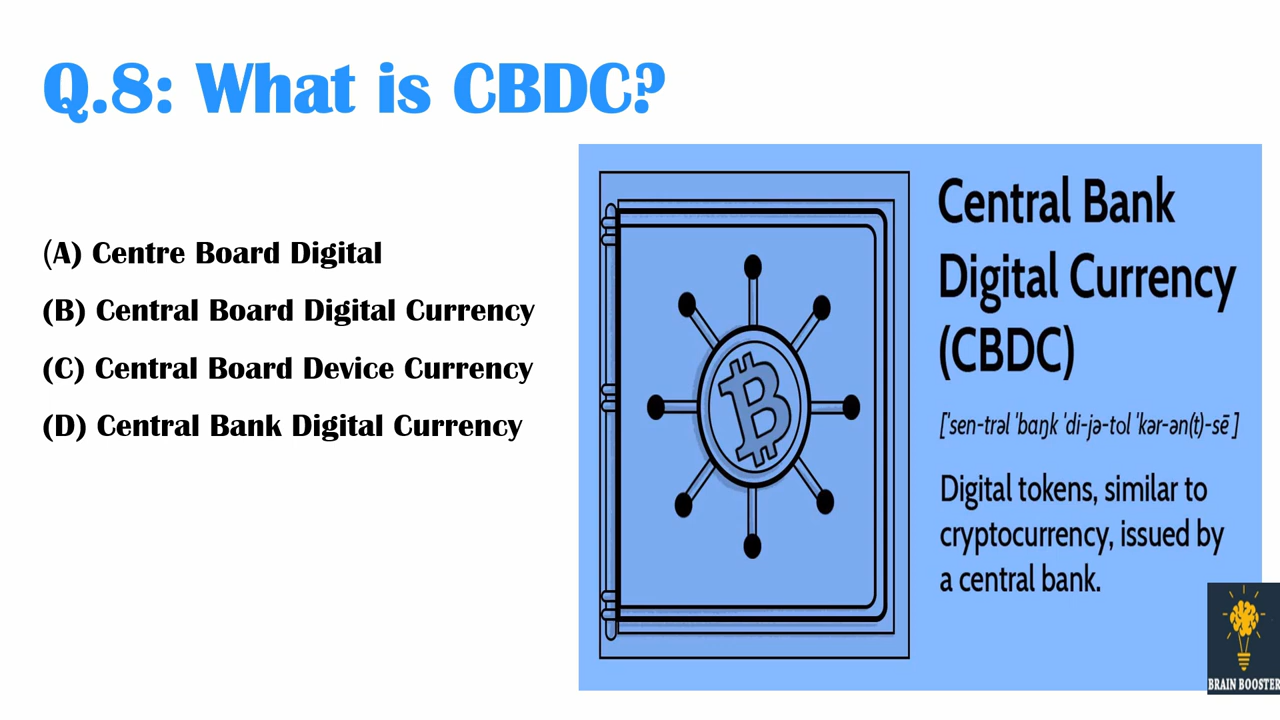 Q.8: What is CBDC?
(A) Centre Board Digital
(B) Central Board Digital Currency
(C) Central Board Device Currency
(D) Central Bank Digital Currency
Central Bank
Digital Currency
(CBDC)
['sen-trəl 'baŋk 'di-jə-tᵊl 'kər-ən(t)-sē]
Digital tokens, similar to
cryptocurrency, issued by
a central bank.
BRAIN BOOSTER